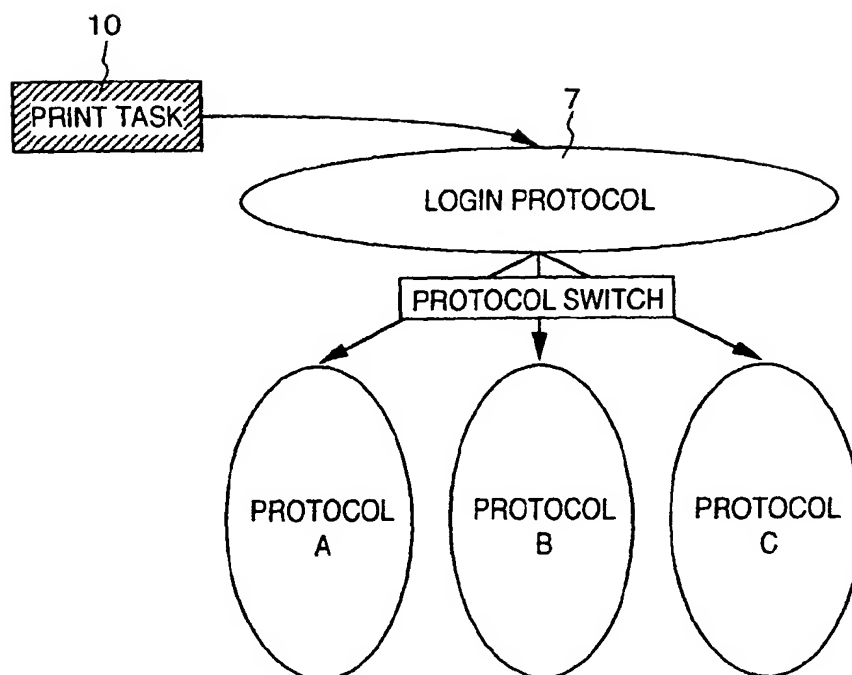 10
PRINT TASK
7
LOGIN PROTOCOL
PROTOCOL SWITCH
PROTOCOL
A
PROTOCOL
B
PROTOCOL
C